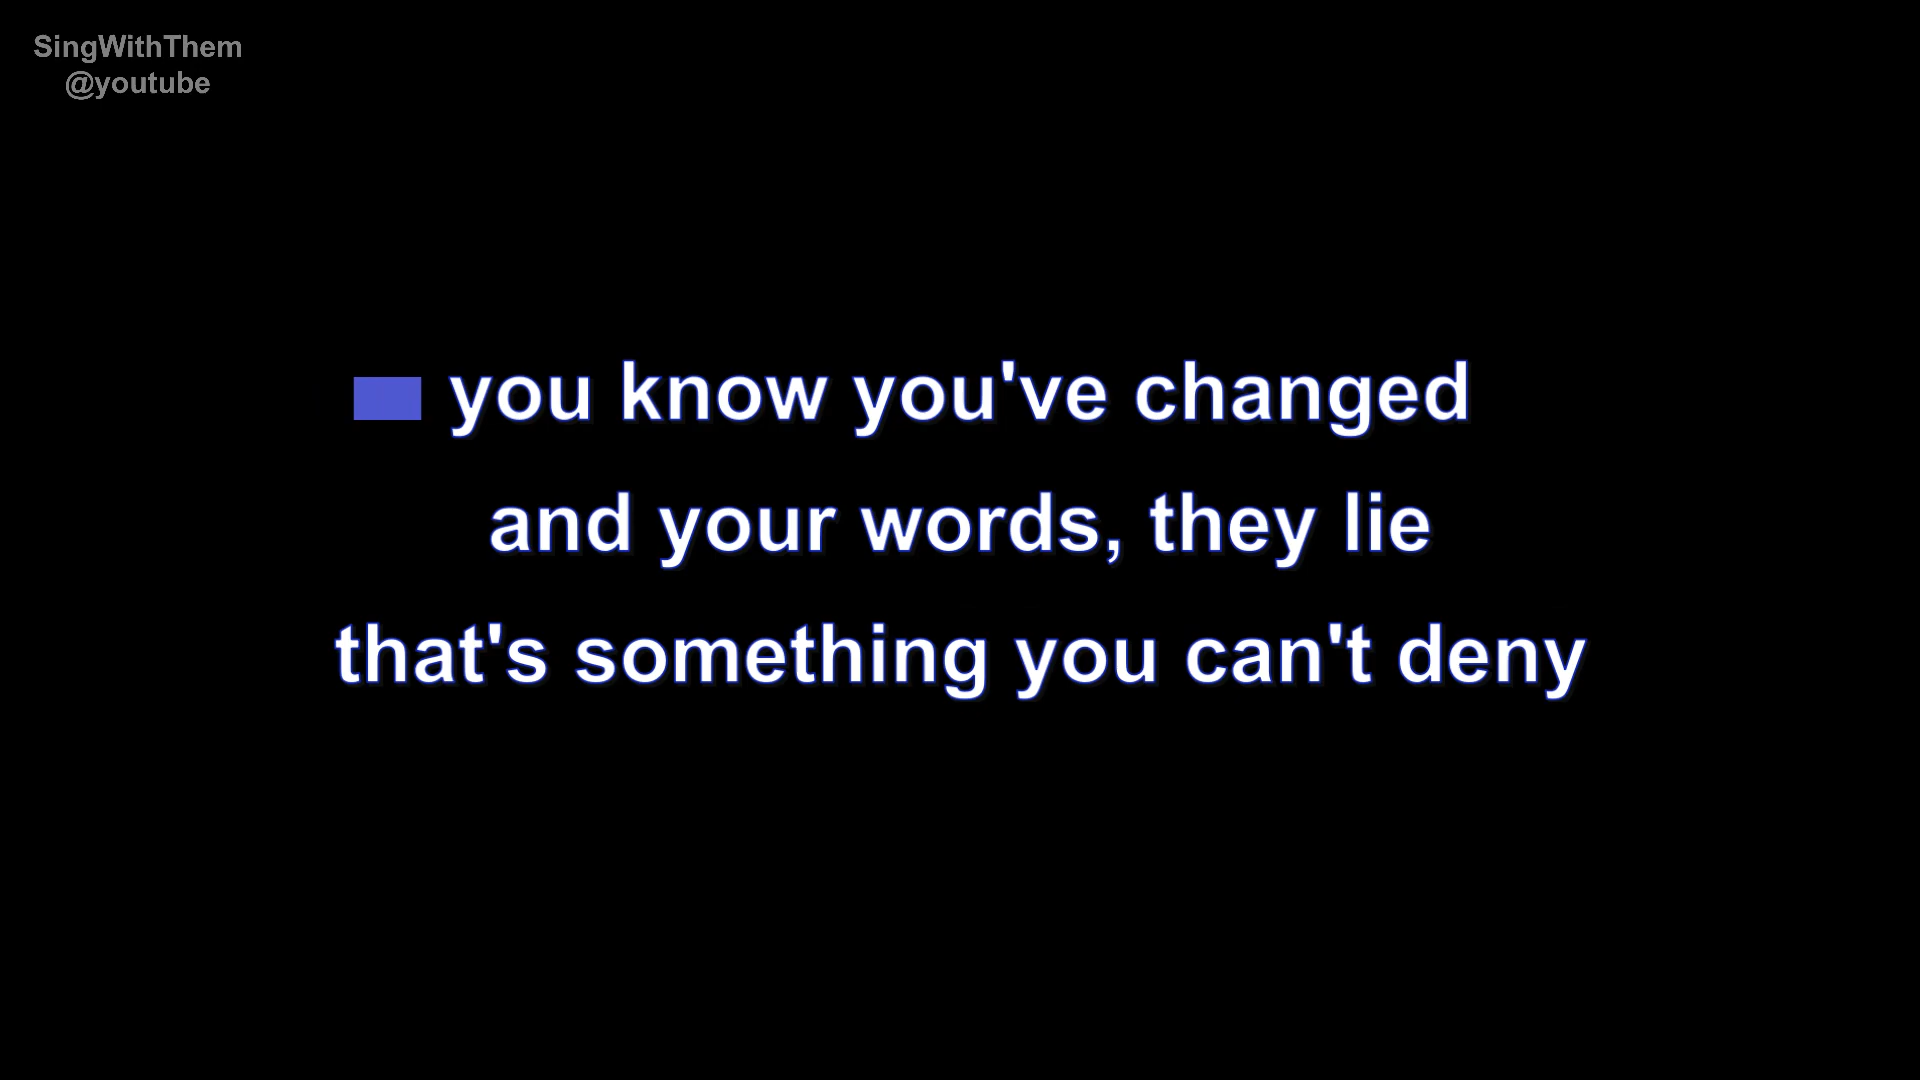 SingWithThem
@youtube
you know you've changed
and your words, they lie
that's something you can't deny